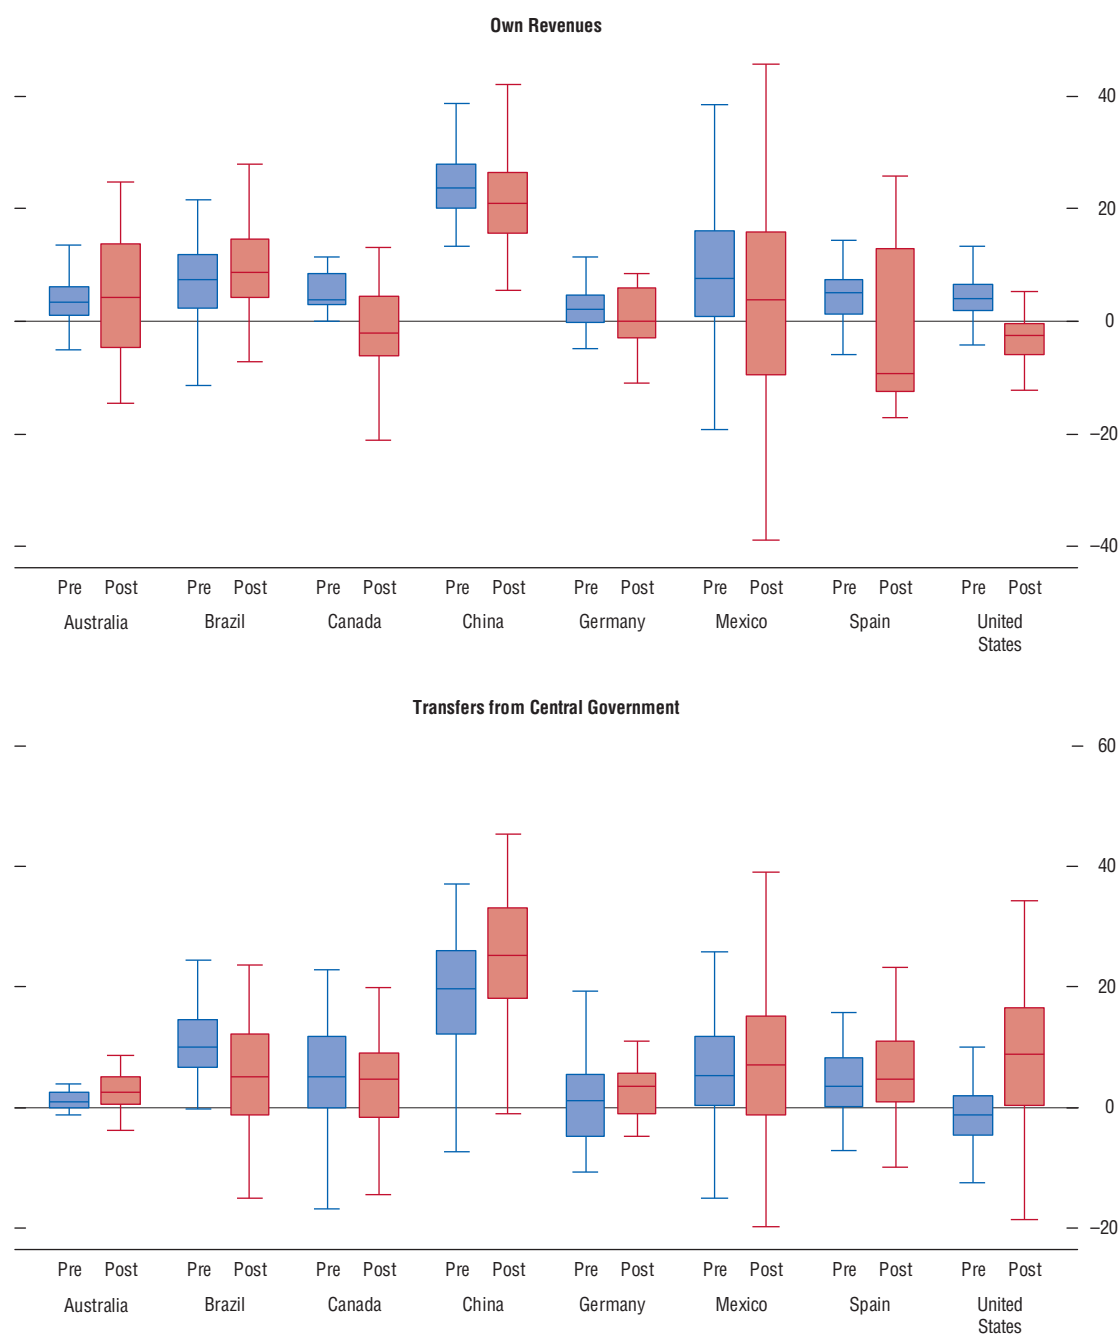 Own Revenues
40
20
0
–20
–40
Pre Post Pre Post Pre Post Pre Post Pre Post Pre Post Pre Post Pre Post
Australia Brazil Canada China Germany Mexico Spain United
States
Transfers from Central Government
60
40
20
0
–20
Pre Post Pre Post Pre Post Pre Post Pre Post Pre Post Pre Post Pre Post
Australia Brazil Canada China Germany Mexico Spain United
States